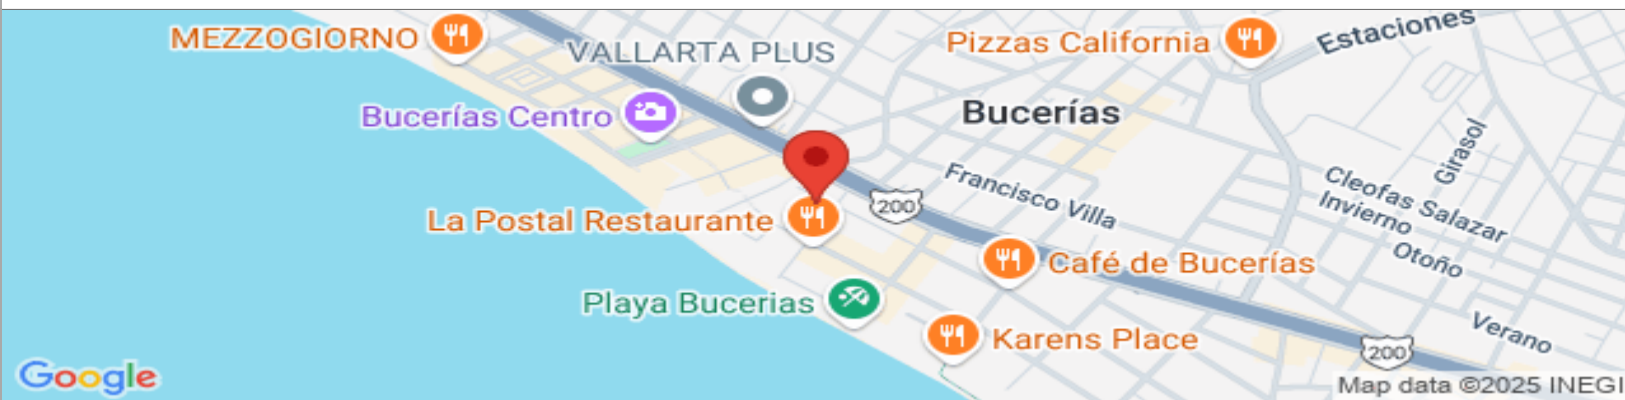 MEZZOGIORNO
VALLARTA PLUS
Pizzas California
Estaciones
Bucerías Centro
Bucerías
Girasol
Francisco Villa
Cleofas Salazar
Invierno
200
La Postal Restaurante
Otoño
Café de Bucerías
Playa Bucerias
Karens Place
Verano
200
Google
Map data ©2025 INEGI